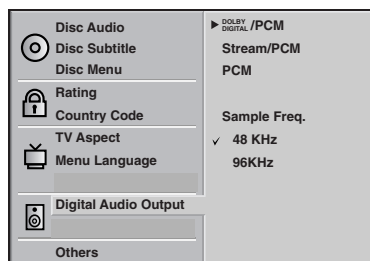 Disc Audio
Disc Subtitle
Disc Menu
Rating
Country Code
TV Aspect
Menu Language
Digital Audio Output
Others
DOLBY DIGITAL /PCM
Stream/PCM
PCM
Sample Freq.
48 KHz
96KHz